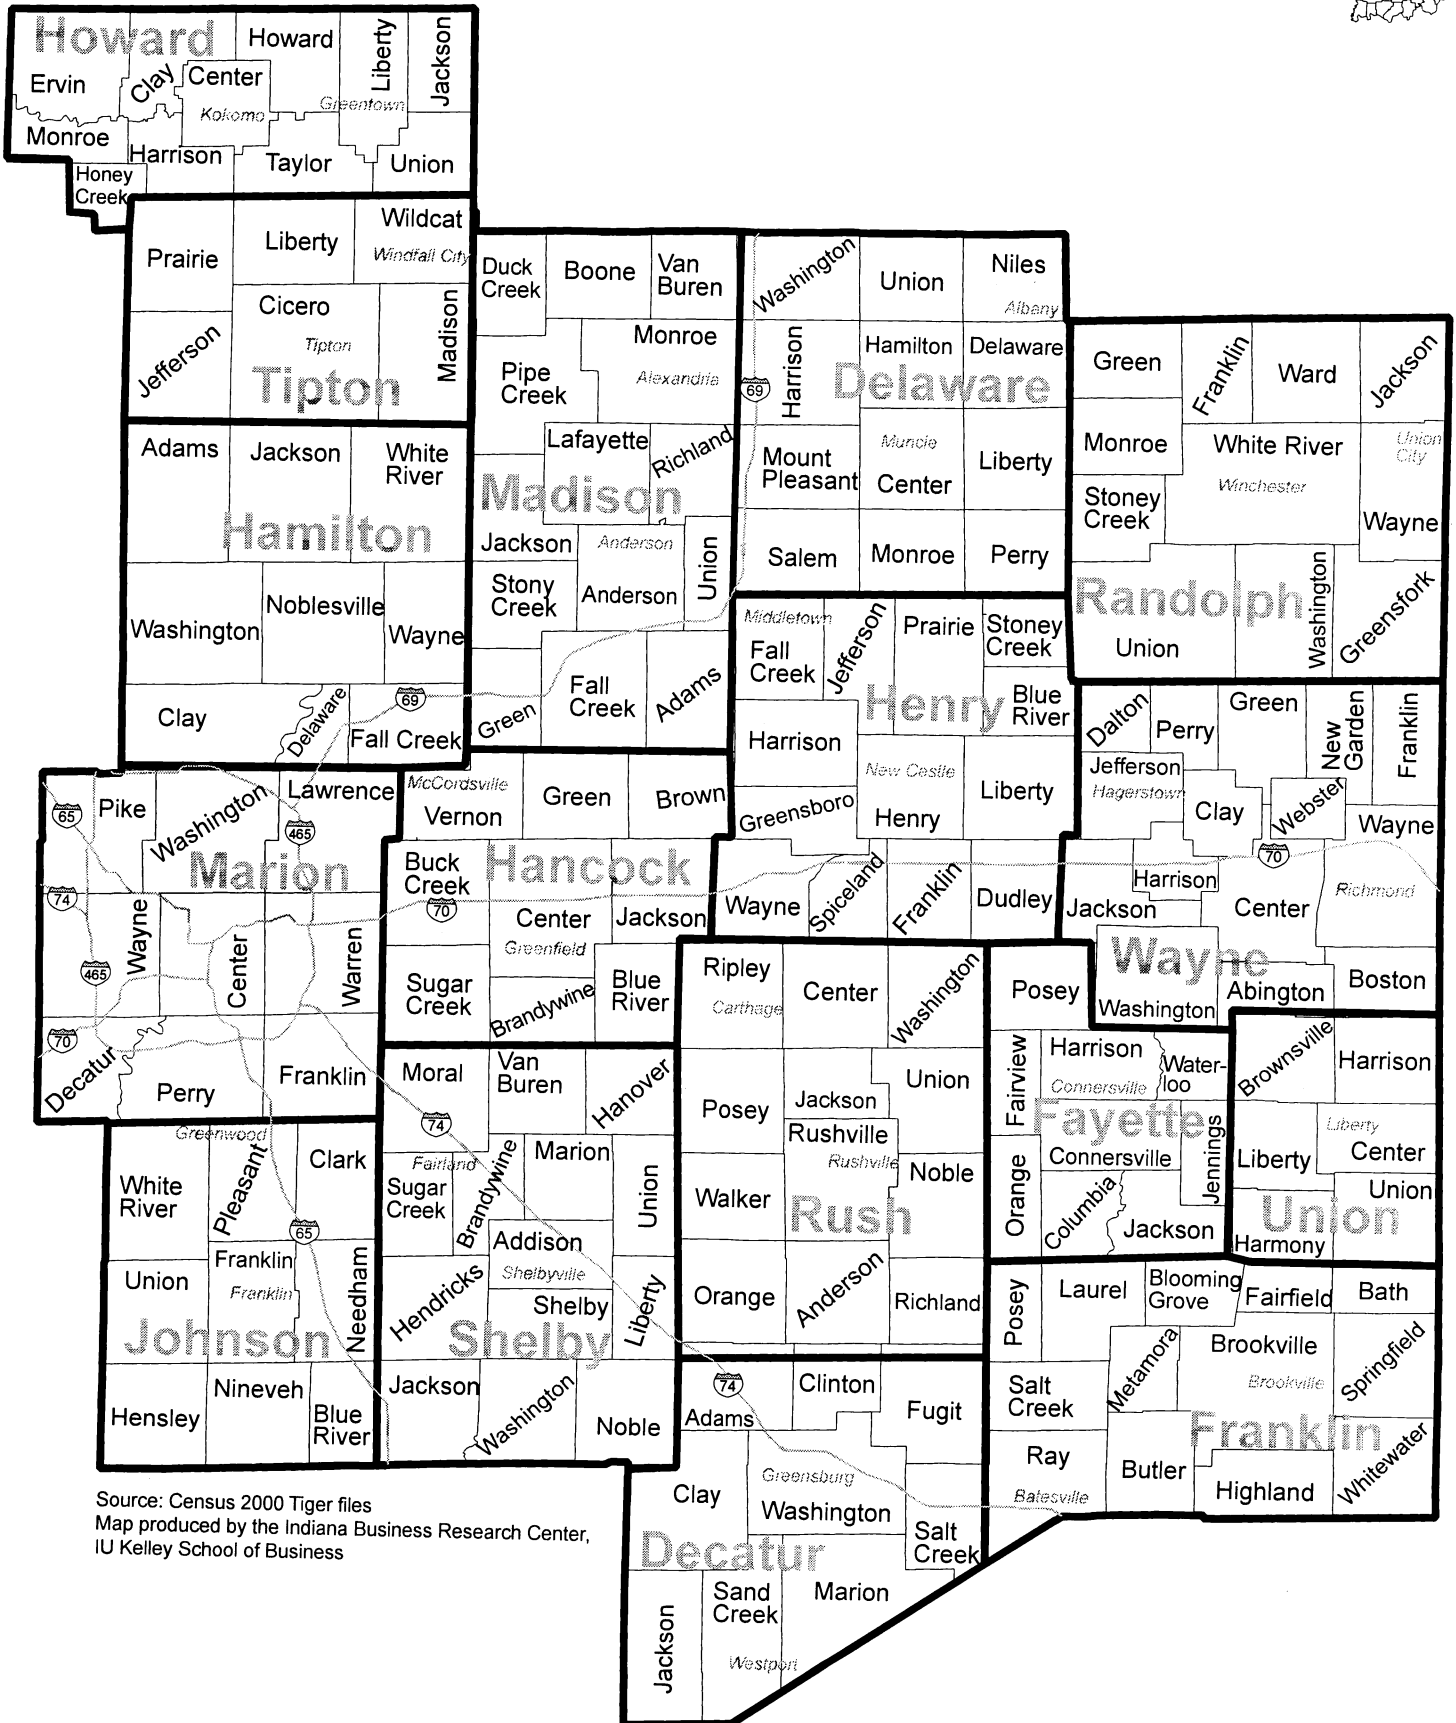 Howard
Howard
Liberty
Jackson
Ervin
Clay
Center
Kokomo
Greentown
Monroe
Harrison
Taylor
Union
Honey
Creek
Prairie
Liberty
Wildcat
Windfall City
Cicero
Tipton
Jefferson
Madison
Tipton
Adams
Jackson
White
River
Hamilton
Washington
Noblesville
Wayne
Clay
Delaware
69
Fall Creek
Duck
Creek
Boone
Van
Buren
Monroe
Alexandria
Pipe
Creek
Lafayette
Richland
Madison
Jackson
Anderson
Stony
Creek
Anderson
Union
Green
Fall
Creek
Adams
Washington
Union
Niles
Albany
Harrison
Hamilton
Delaware
69
Delaware
Mount
Pleasant
Muncie
Center
Liberty
Salem
Monroe
Perry
Green
Franklin
Ward
Jackson
Monroe
White River
Union
City
Winchester
Stoney
Creek
Wayne
Randolph
Union
Washington
Greensfork
Middletown
Fall
Creek
Jefferson
Prairie
Stoney
Creek
Henry
Blue
River
Harrison
New Castle
Liberty
Greensboro
Henry
Wayne
Spiceland
Franklin
Dudley
Dalton
Perry
Green
New
Garden
Franklin
Jefferson
Hagerstown
Clay
Webster
Wayne
70
Harrison
Richmond
Jackson
Center
Wayne
Washington
Abington
Boston
65
Pike
Washington
Lawrence
465
Marion
74
Wayne
Center
Warren
465
70
Decatur
Perry
Franklin
McCordsville
Vernon
Green
Brown
Buck
Creek
Hancock
70
Center
Jackson
Greenfield
Sugar
Creek
Brandywine
Blue
River
Greenwood
White
River
Pleasant
Clark
65
Franklin
Union
Franklin
Needham
Johnson
Hensley
Nineveh
Blue
River
Moral
Van
Buren
Hanover
74
Fairland
Sugar
Creek
Brandywine
Marion
Union
Addison
Shelbyville
Hendricks
Shelby
Liberty
Shelby
Jackson
Washington
Noble
Ripley
Carthage
Center
Washington
Posey
Jackson
Union
Rushville
Rushville
Noble
Walker
Rush
Orange
Anderson
Richland
Posey
Fairview
Harrison
Water-
loo
Connersville
Fayette
Connersville
Jennings
Orange
Columbia
Jackson
Brownsville
Harrison
Liberty
Liberty
Center
Union
Union
Harmony
Posey
Laurel
Blooming
Grove
Fairfield
Bath
Metamora
Brookville
Brookville
Springfield
Salt
Creek
Franklin
Ray
Batesville
Butler
Highland
Whitewater
74
Adams
Clinton
Fugit
Clay
Greensburg
Washington
Salt
Creek
Decatur
Jackson
Sand
Creek
Marion
Westport
Source: Census 2000 Tiger files
Map produced by the Indiana Business Research Center,
IU Kelley School of Business